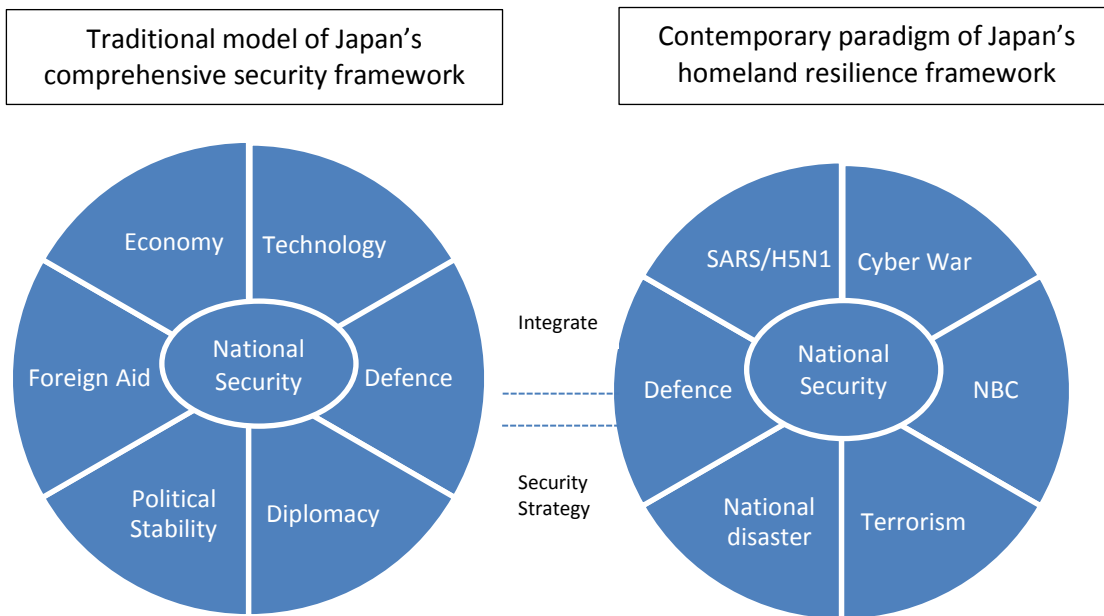 Traditional model of Japan's
comprehensive security framework
Contemporary paradigm of Japan's
homeland resilience framework
Economy
Technology
Foreign Aid
National
Security
Defence
Political
Stability
Diplomacy
Integrate
Security
Strategy
SARS/H5N1
Cyber War
Defence
National
Security
NBC
National
disaster
Terrorism